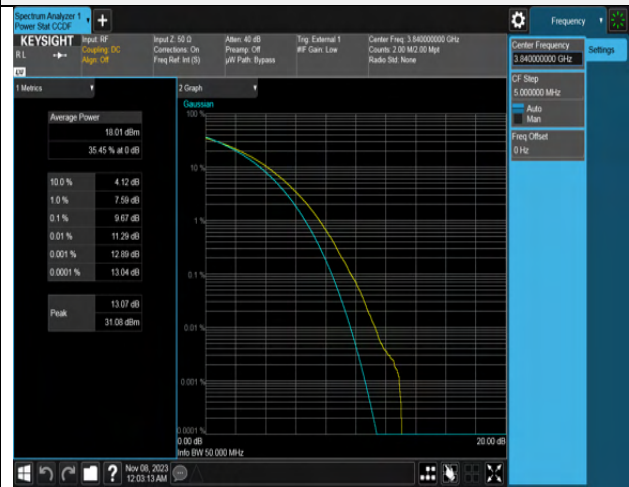 Spectrum Analyzer 1
Power Stat CCDF
Frequency
KEYSIGHT
RL
Input: RF
Coupling: DC
Align: Off
Input Z: 50 Ω
Corrections: On
Freq Ref: Int (S)
Atten: 40 dB
Preamp: Off
µW Path: Bypass
Trig: External 1
#IF Gain: Low
Center Freq: 3.840000000 GHz
Counts: 2.00 M/2.00 Mpt
Radio Std: None
1 Metrics
Average Power
18.01 dBm
35.45 % at 0 dB
10.0 % 4.12 dB
1.0 % 7.59 dB
0.1 % 9.67 dB
0.01 % 11.29 dB
0.001 % 12.89 dB
0.0001 % 13.04 dB
Peak
13.07 dB
31.08 dBm
2 Graph
Gaussian
100 %
10 %
1 %
0.1 %
0.01 %
0.001 %
0.0001 %
0.00 dB
20.00 dB
Info BW 50.000 MHz
Center Frequency
3.840000000 GHz
Settings
CF Step
5.000000 MHz
Auto
Man
Freq Offset
0 Hz
Nov 08, 2023
12:03:13 AM